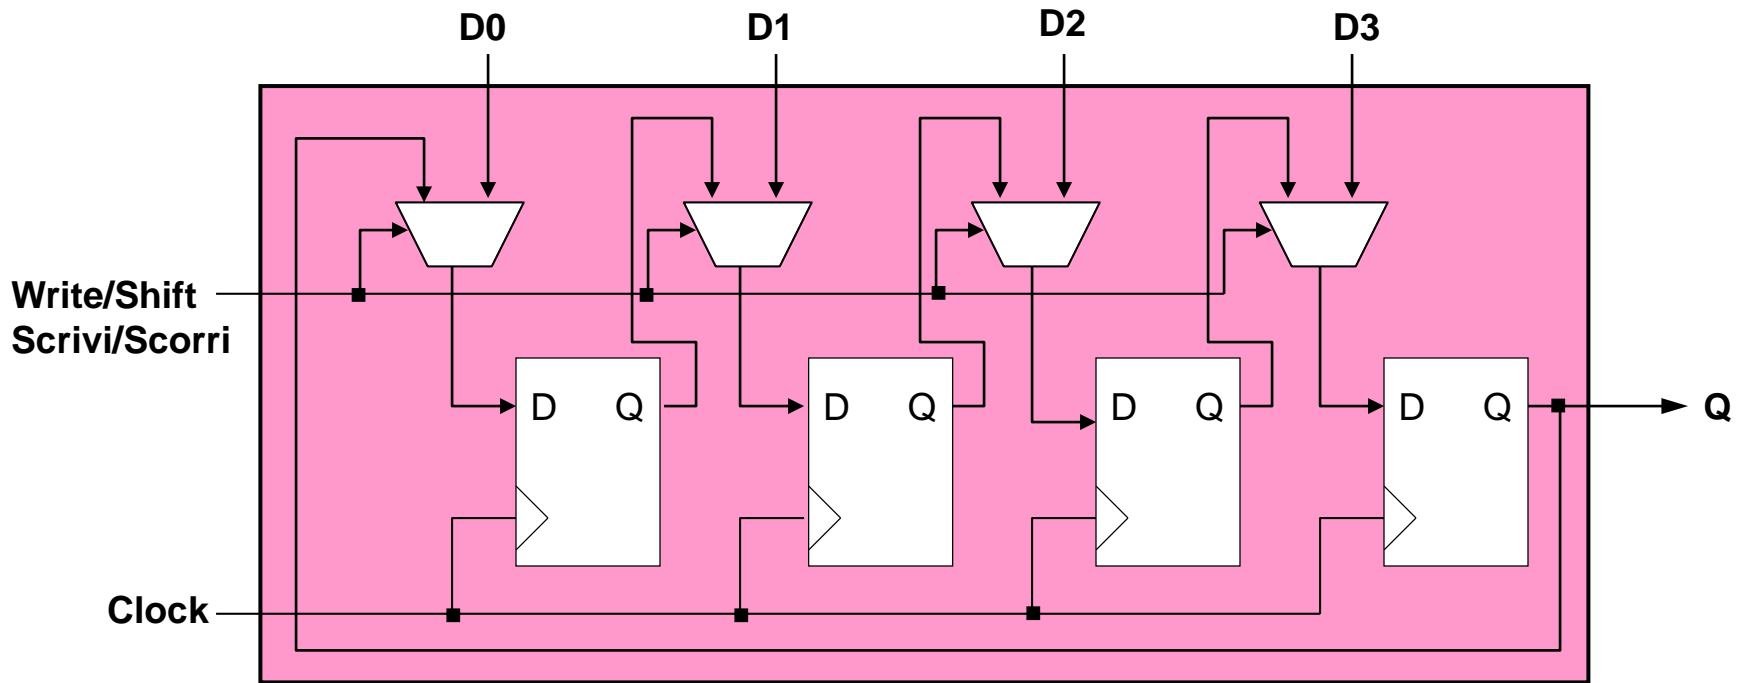 D0 D1 D2 D3
Write/Shift
Scrivi/Scorri
D Q D Q D Q D Q Q
Clock